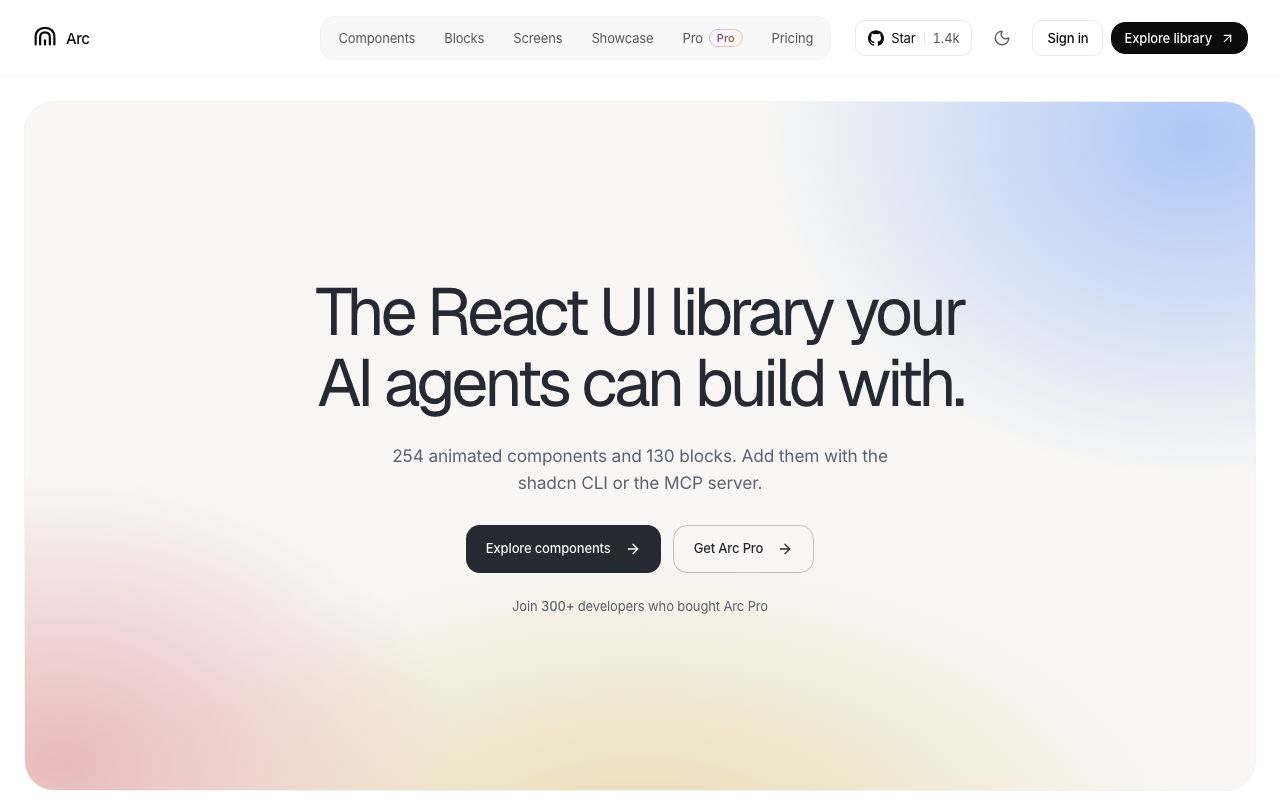 Arc
Components
Blocks
Screens
Showcase
Pro Pro
Pricing
Star 1.4k
Sign in
Explore library
The React UI library your
AI agents can build with.
254 animated components and 130 blocks. Add them with the
shadcn CLI or the MCP server.
Explore components
Get Arc Pro
Join 300+ developers who bought Arc Pro